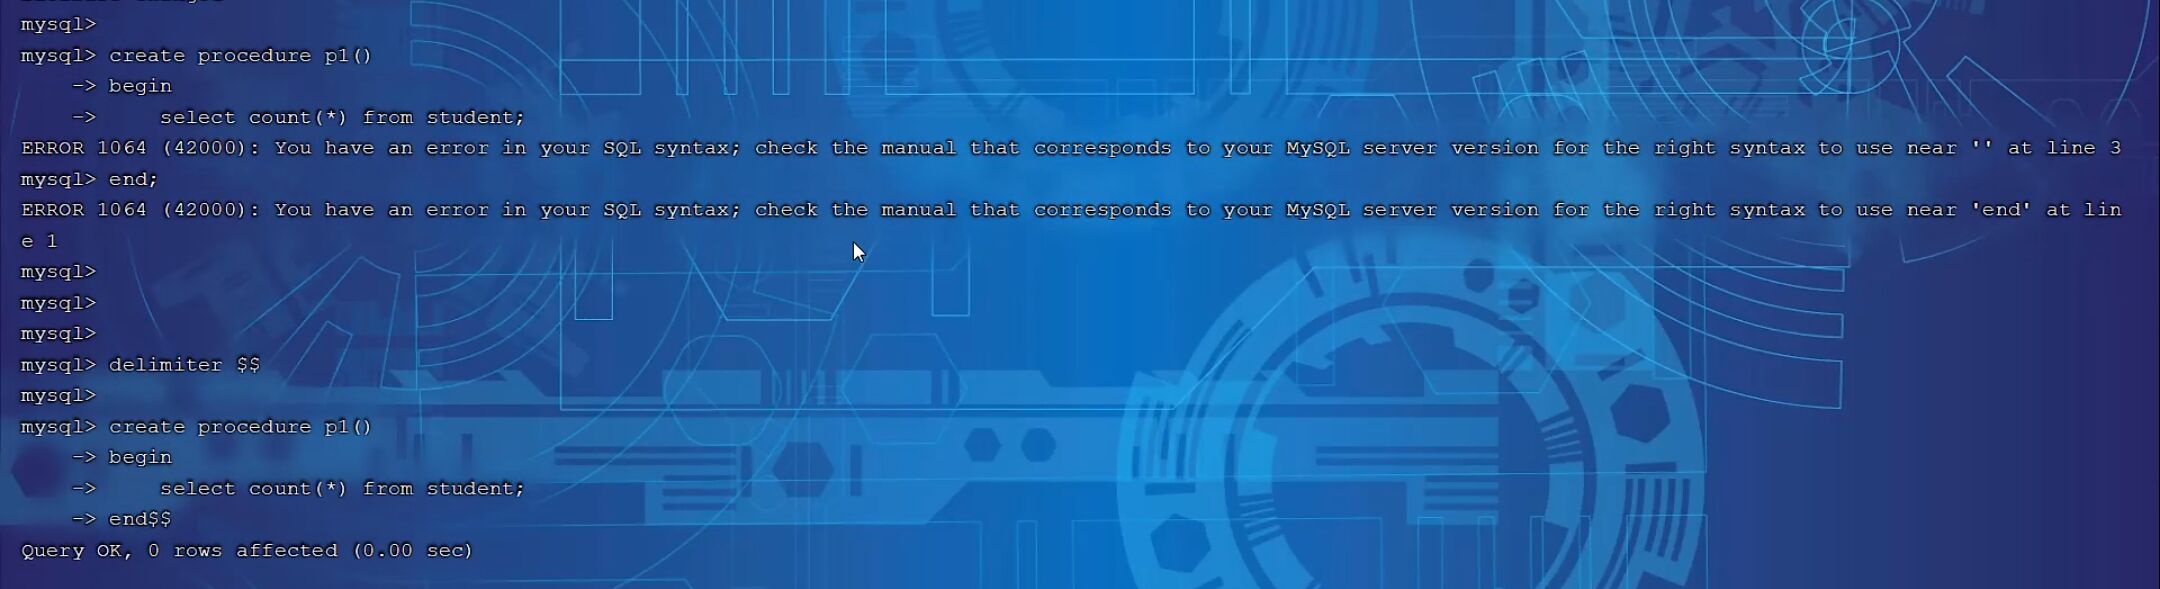 mysql>
mysql> create procedure p1()
    -> begin
    ->     select count(*) from student;
ERROR 1064 (42000): You have an error in your SQL syntax; check the manual that corresponds to your MySQL server version for the right syntax to use near '' at line 3
mysql> end;
ERROR 1064 (42000): You have an error in your SQL syntax; check the manual that corresponds to your MySQL server version for the right syntax to use near 'end' at lin
e 1
mysql>
mysql>
mysql>
mysql> delimiter $$
mysql>
mysql> create procedure p1()
    -> begin
    ->     select count(*) from student;
    -> end$$
Query OK, 0 rows affected (0.00 sec)